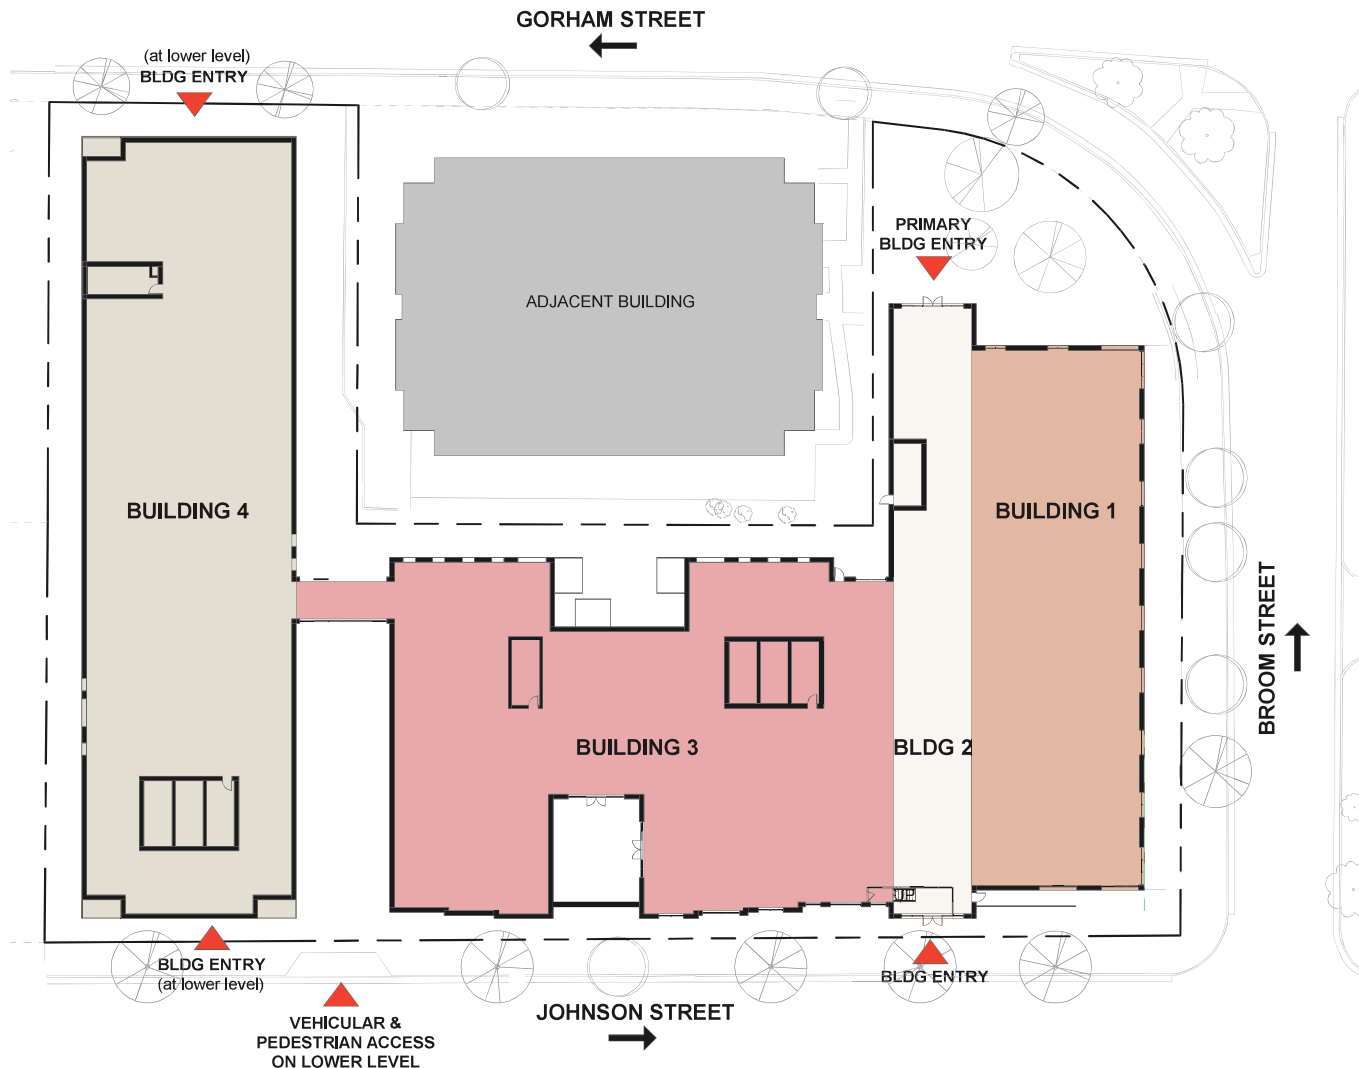 GORHAM STREET
(at lower level)
BLDG ENTRY
PRIMARY
BLDG ENTRY
ADJACENT BUILDING
BUILDING 4
BUILDING 1
BROOM STREET
BUILDING 3
BLDG 2
BLDG ENTRY
(at lower level)
BLDG ENTRY
JOHNSON STREET
VEHICULAR &
PEDESTRIAN ACCESS
ON LOWER LEVEL